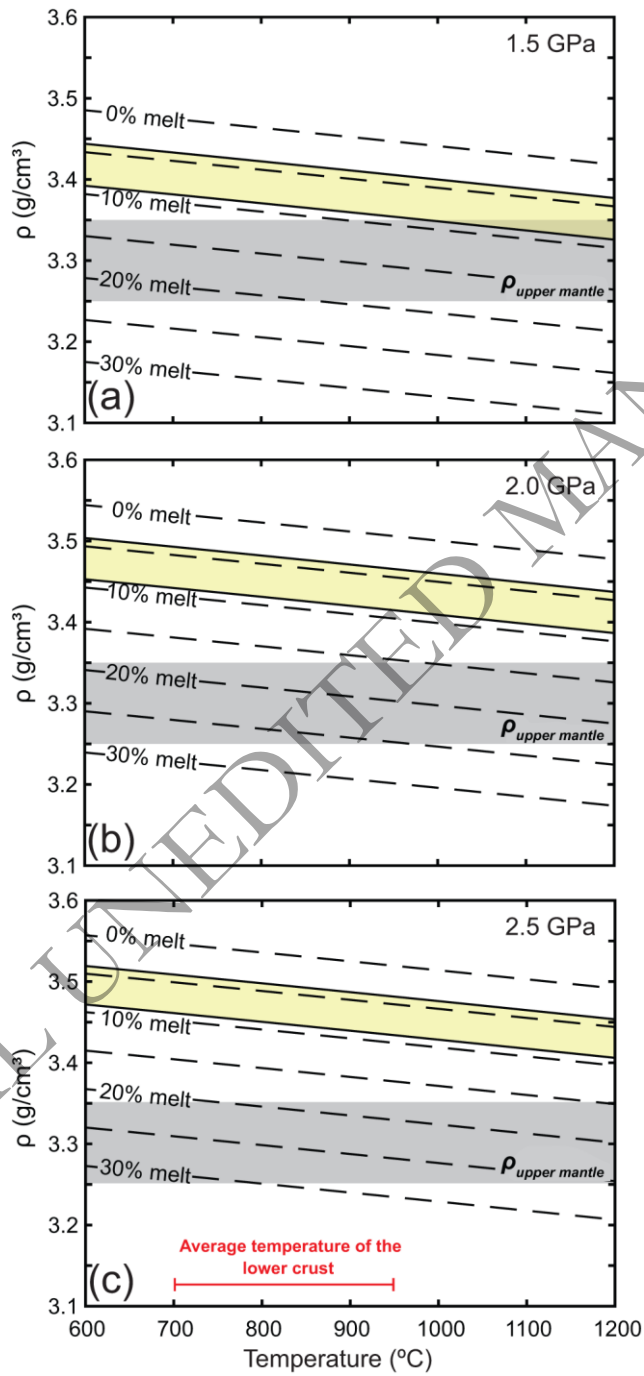 3.6
1.5 GPa
0% melt
3.5
3.4
10% melt
3.3
ρupper mantle
20% melt
3.2
30% melt
(a)
3.1
ρ (g/cm³)
3.6
2.0 GPa
0% melt
3.5
10% melt
3.4
20% melt
3.3
ρupper mantle
30% melt
3.2
(b)
3.1
ρ (g/cm³)
3.6
2.5 GPa
0% melt
3.5
10% melt
3.4
20% melt
3.3
ρupper mantle
30% melt
3.2
Average temperature of the
lower crust
(c)
3.1
ρ (g/cm³)
600 700 800 900 1000 1100 1200
Temperature (ºC)
UNEDITED MAN